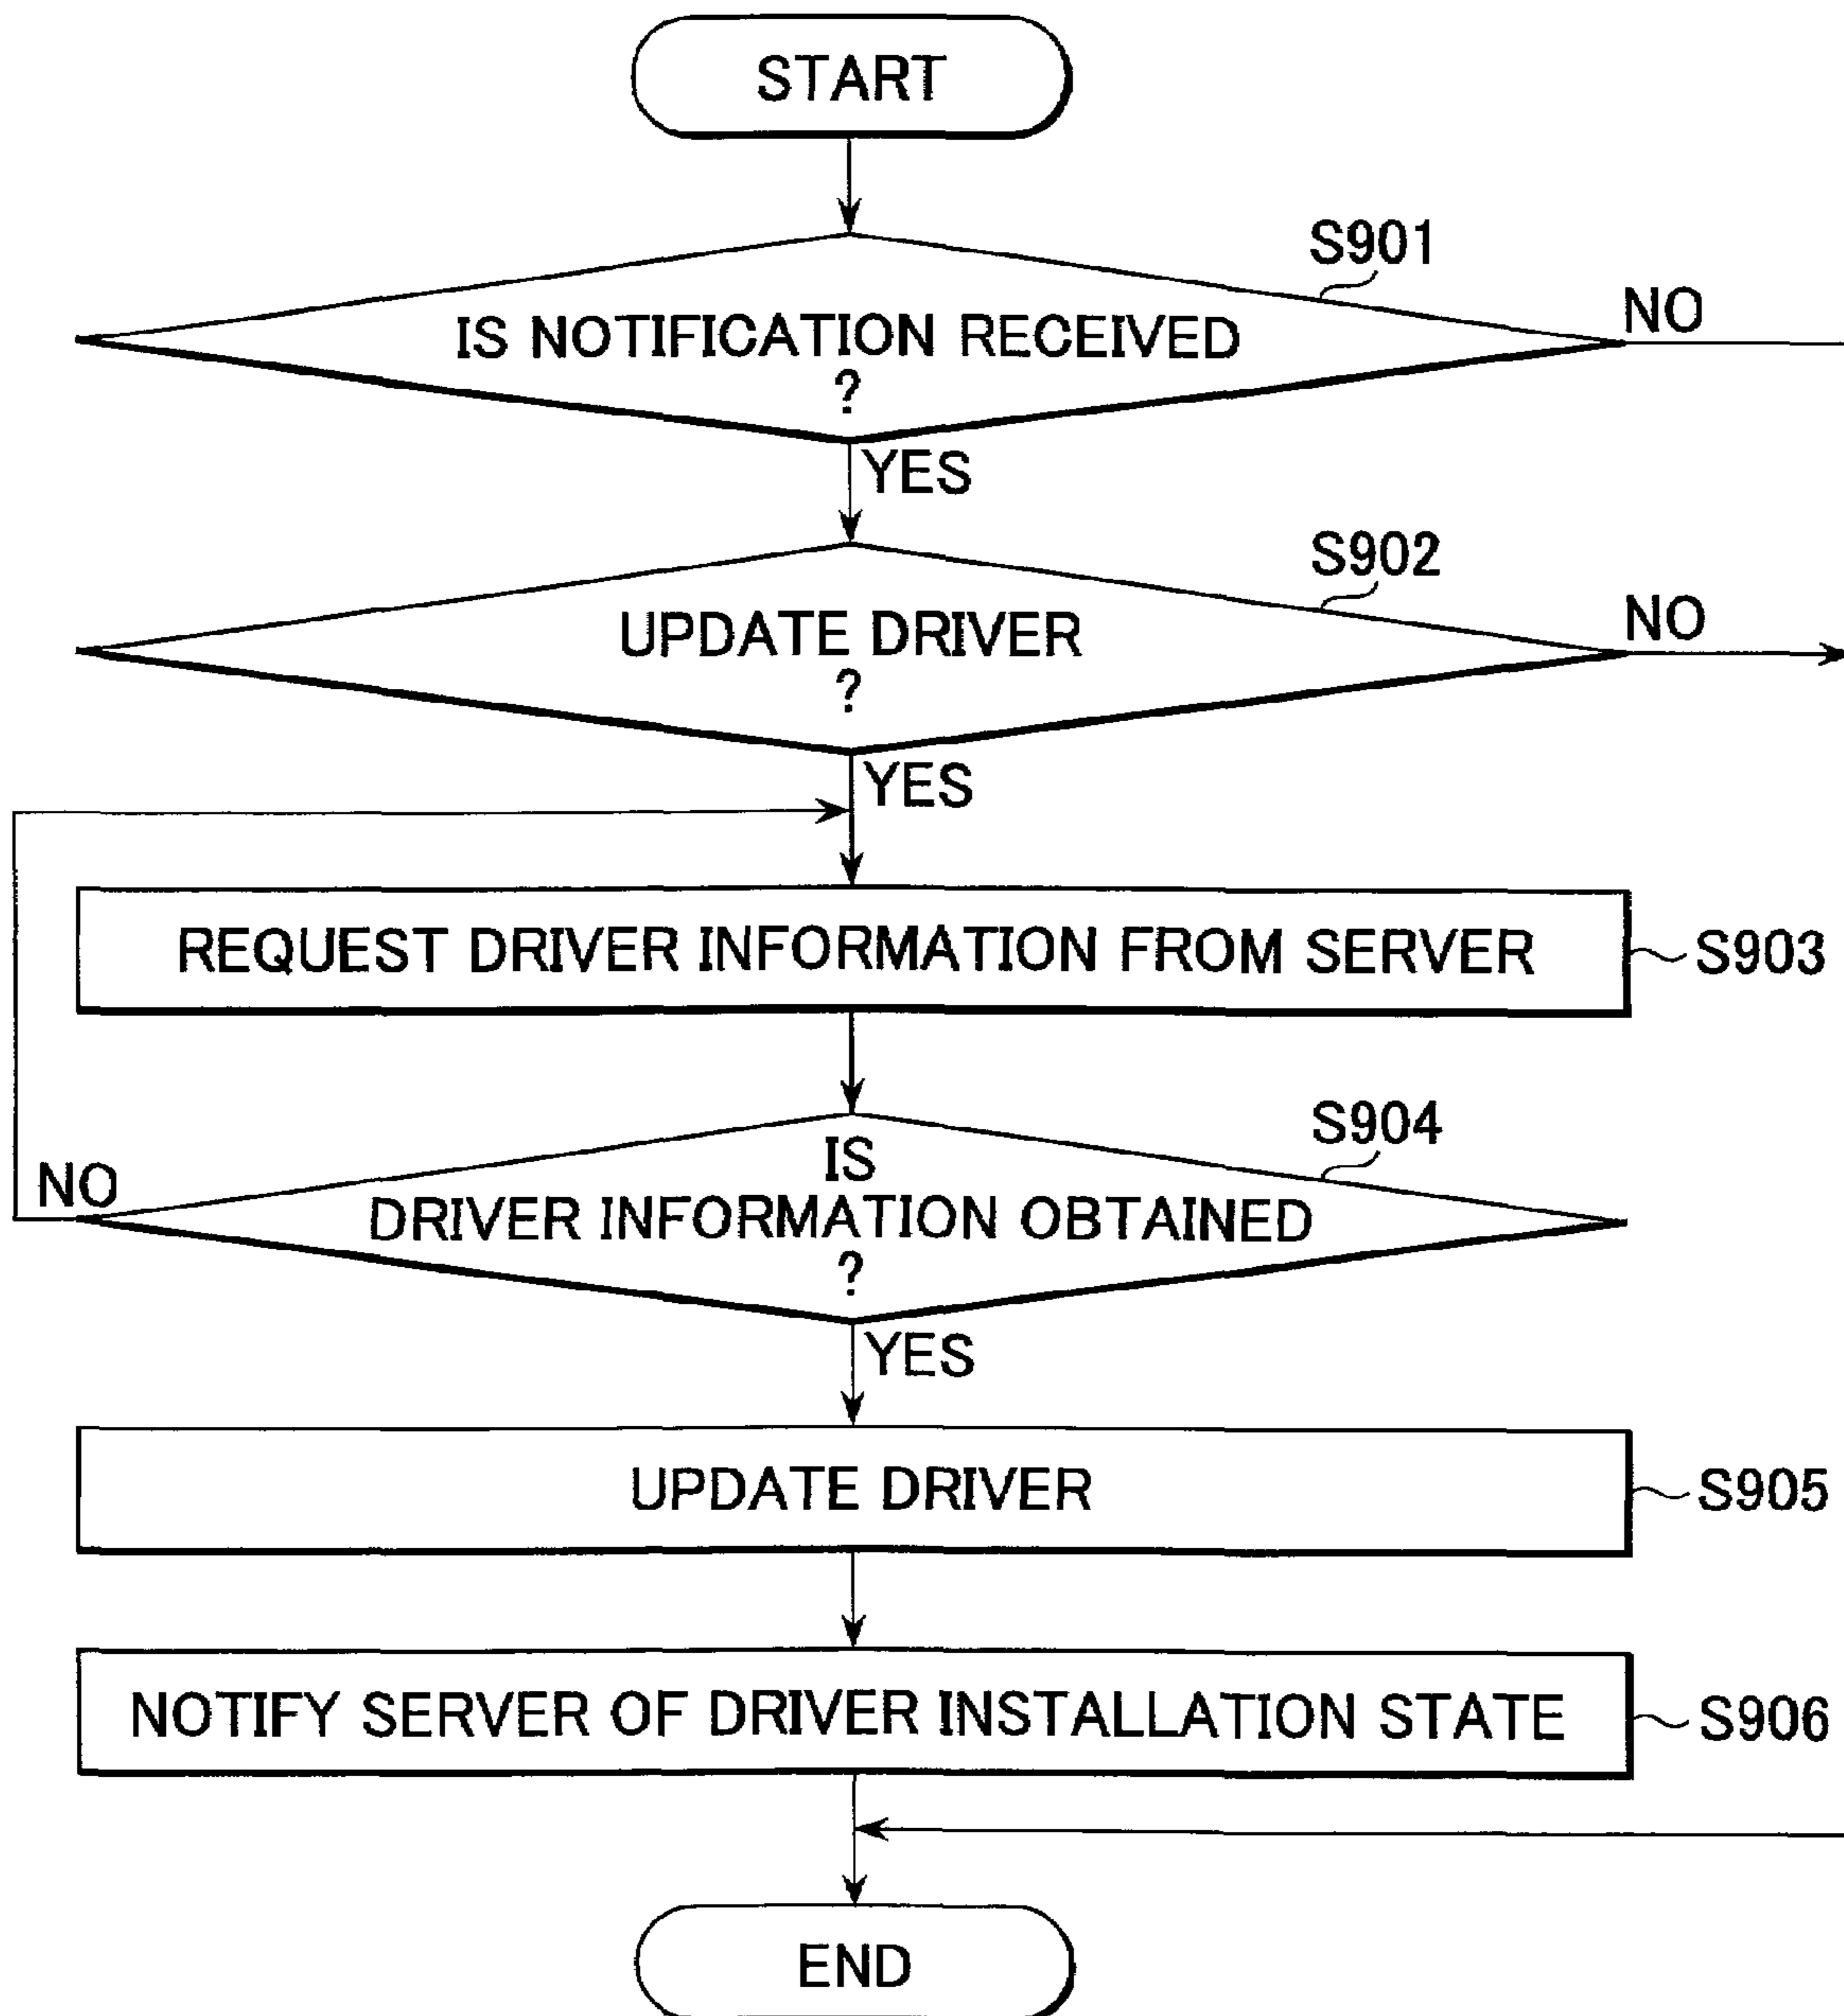 START
S901
IS NOTIFICATION RECEIVED
?
NO
YES
S902
UPDATE DRIVER
?
NO
YES
REQUEST DRIVER INFORMATION FROM SERVER
S903
S904
IS
DRIVER INFORMATION OBTAINED
?
NO
YES
UPDATE DRIVER
S905
NOTIFY SERVER OF DRIVER INSTALLATION STATE
S906
END